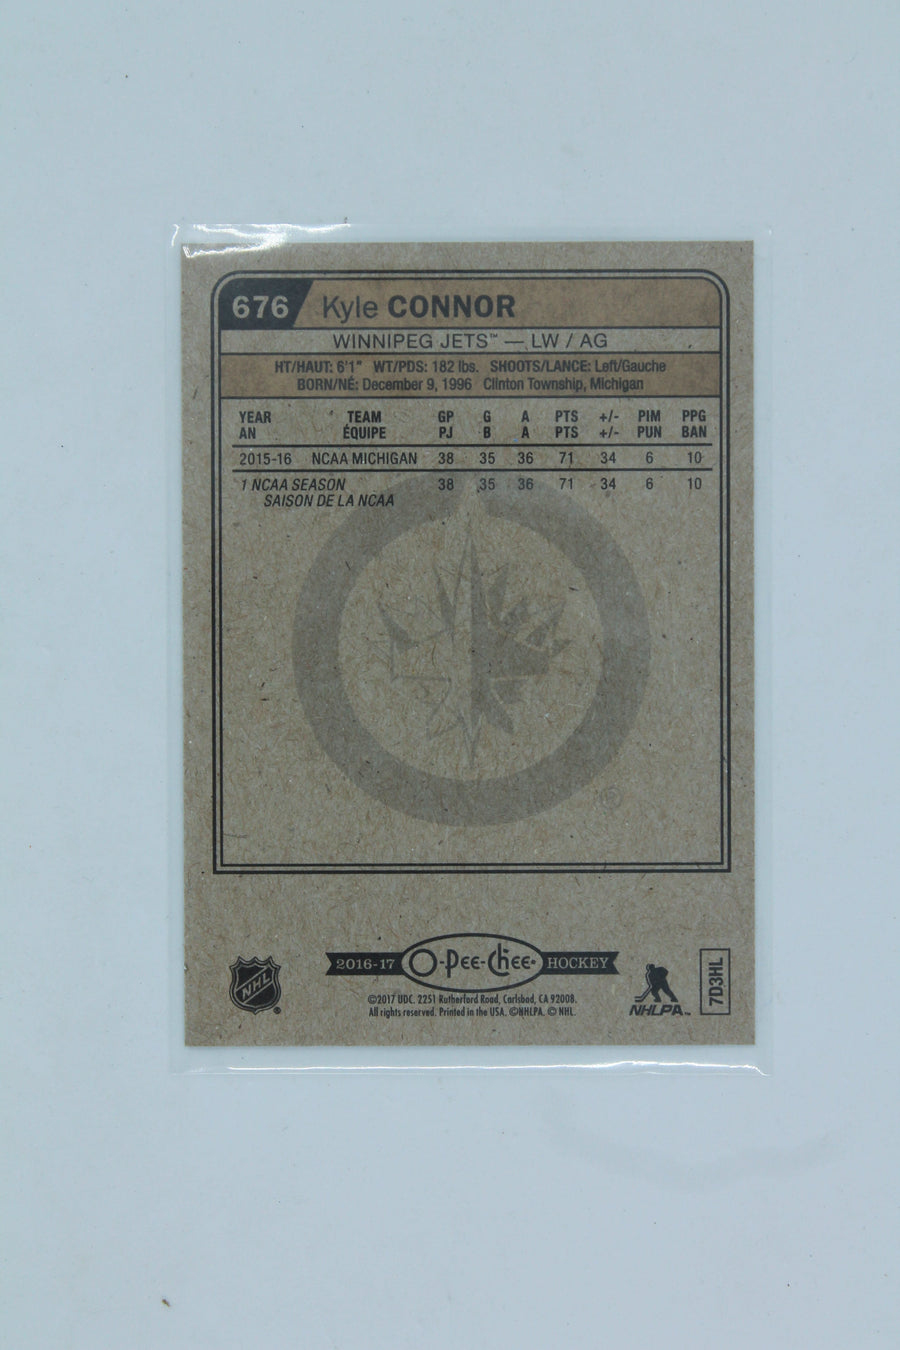 676 Kyle CONNOR
WINNIPEG JETS™ — LW / AG
HT/HAUT: 6'1" WT/PDS: 182 lbs. SHOOTS/LANCE: Left/Gauche
BORN/NÉ: December 9, 1996 Clinton Township, Michigan
YEAR TEAM GP G A PTS +/- PIM PPG
AN ÉQUIPE PJ B A PTS +/- PUN BAN
2015-16 NCAA MICHIGAN 38 35 36 71 34 6 10
1 NCAA SEASON 38 35 36 71 34 6 10
SAISON DE LA NCAA
®
2016-17 O-Pee-Chee® HOCKEY
NHL ®
©2017 UDC. 2251 Rutherford Road, Carlsbad, CA 92008.
All rights reserved. Printed in the USA. ©NHLPA. © NHL.
NHLPA™
7D3HL